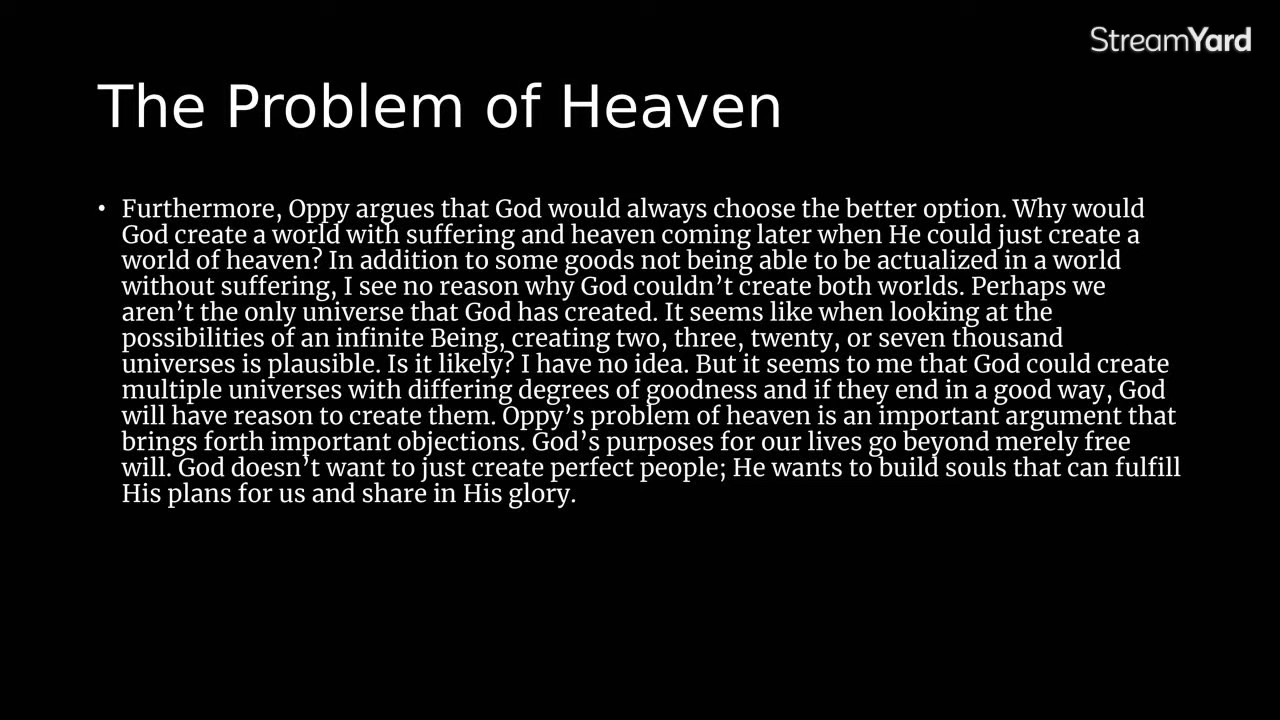 StreamYard
The Problem of Heaven
• Furthermore, Oppy argues that God would always choose the better option. Why would
God create a world with suffering and heaven coming later when He could just create a
world of heaven? In addition to some goods not being able to be actualized in a world
without suffering, I see no reason why God couldn’t create both worlds. Perhaps we
aren’t the only universe that God has created. It seems like when looking at the
possibilities of an infinite Being, creating two, three, twenty, or seven thousand
universes is plausible. Is it likely? I have no idea. But it seems to me that God could create
multiple universes with differing degrees of goodness and if they end in a good way, God
will have reason to create them. Oppy’s problem of heaven is an important argument that
brings forth important objections. God’s purposes for our lives go beyond merely free
will. God doesn’t want to just create perfect people; He wants to build souls that can fulfill
His plans for us and share in His glory.